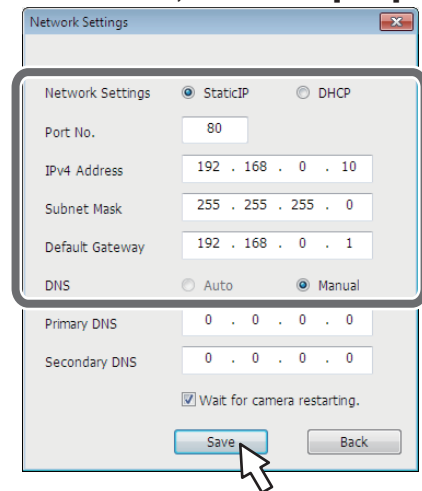 Network Settings
Network Settings StaticIP DHCP
Port No. 80
IPv4 Address 192 . 168 . 0 . 10
Subnet Mask 255 . 255 . 255 . 0
Default Gateway 192 . 168 . 0 . 1
DNS Auto Manual
Primary DNS 0 . 0 . 0 . 0
Secondary DNS 0 . 0 . 0 . 0
Wait for camera restarting.
Save Back